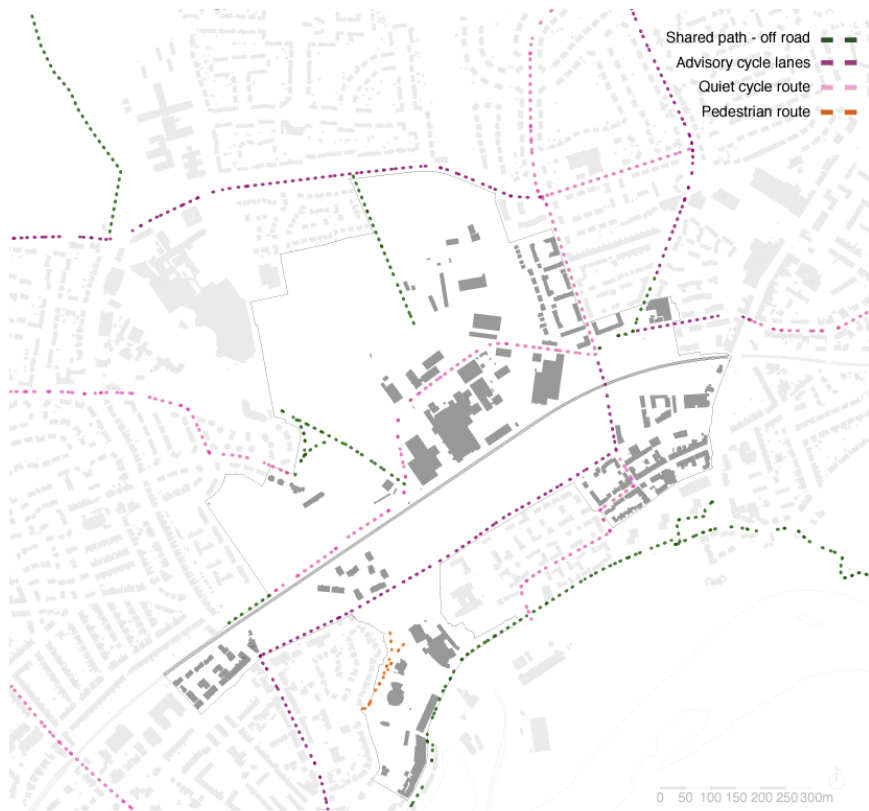 Shared path - off road
Advisory cycle lanes
Quiet cycle route
Pedestrian route
0 50 100 150 200 250 300m